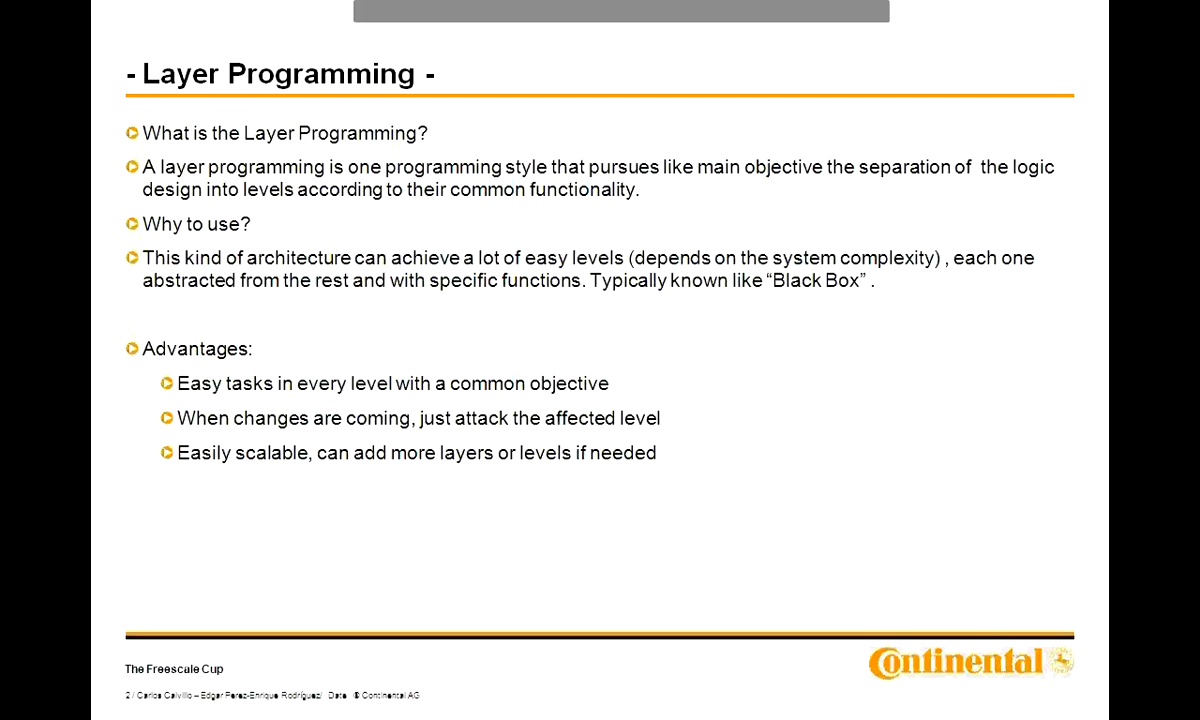 - Layer Programming -
What is the Layer Programming?
A layer programming is one programming style that pursues like main objective the separation of the logic
design into levels according to their common functionality.
Why to use?
This kind of architecture can achieve a lot of easy levels (depends on the system complexity) , each one
abstracted from the rest and with specific functions. Typically known like “Black Box” .
Advantages:
Easy tasks in every level with a common objective
When changes are coming, just attack the affected level
Easily scalable, can add more layers or levels if needed
The Freescale Cup
Continental
2 / Carlos Calvillo – Edgar Perez-Enrique Rodríguez/ Date © Continental AG